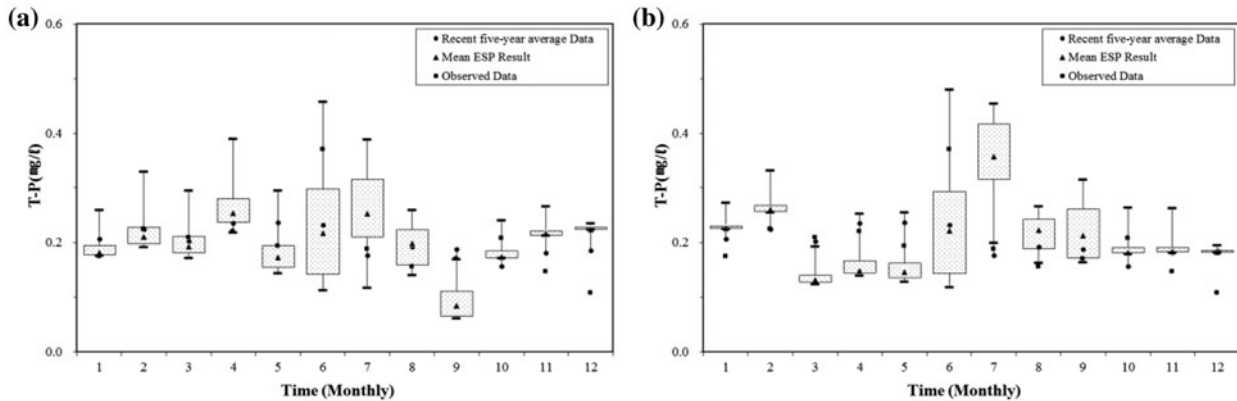 (a)
0.6
0.4
0.2
0.0
T-P(mg/ℓ)
Recent five-year average Data
Mean ESP Result
Observed Data
1 2 3 4 5 6 7 8 9 10 11 12
Time (Monthly)
(b)
0.6
0.4
0.2
0.0
T-P(mg/ℓ)
Recent five-year average Data
Mean ESP Result
Observed Data
1 2 3 4 5 6 7 8 9 10 11 12
Time (Monthly)